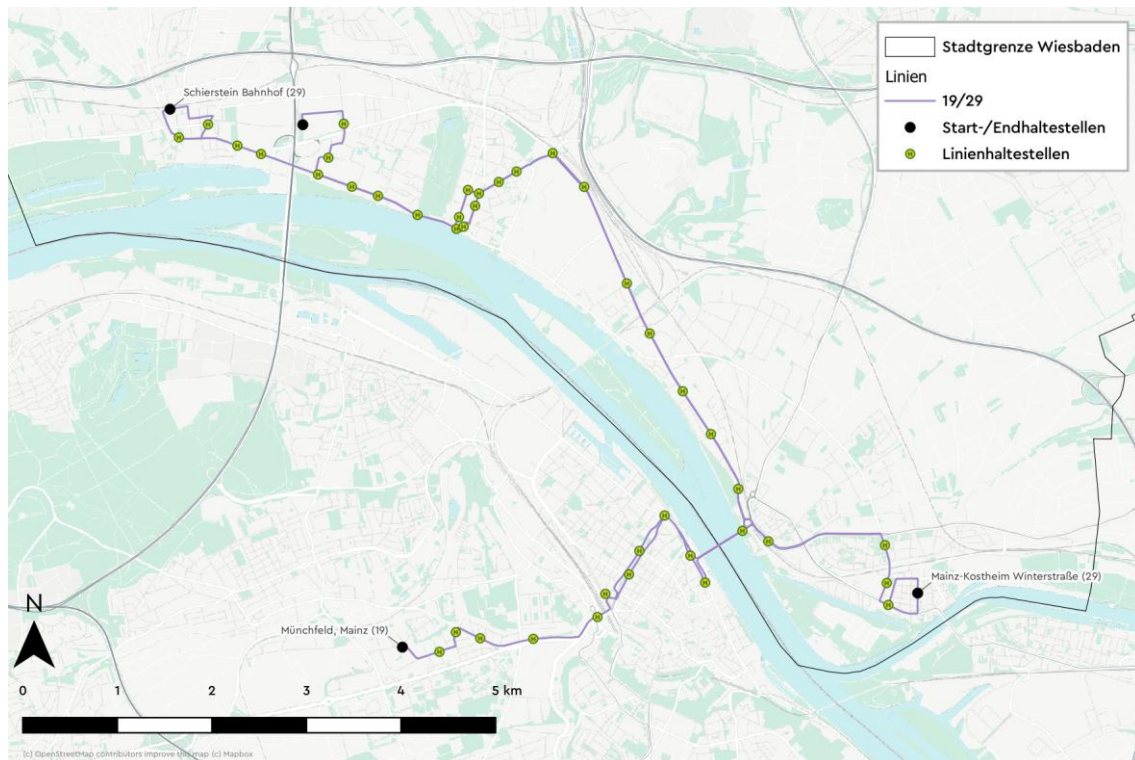 Stadtgrenze Wiesbaden
Linien
19/29
Start-/Endhaltestellen
Linienhaltestellen
Schierstein Bahnhof (29)
Mainz-Kostheim Winterstraße (29)
Münchfeld, Mainz (19)
N
0 1 2 3 4 5 km
(c) OpenStreetMap contributors improve this map (c) Mapbox